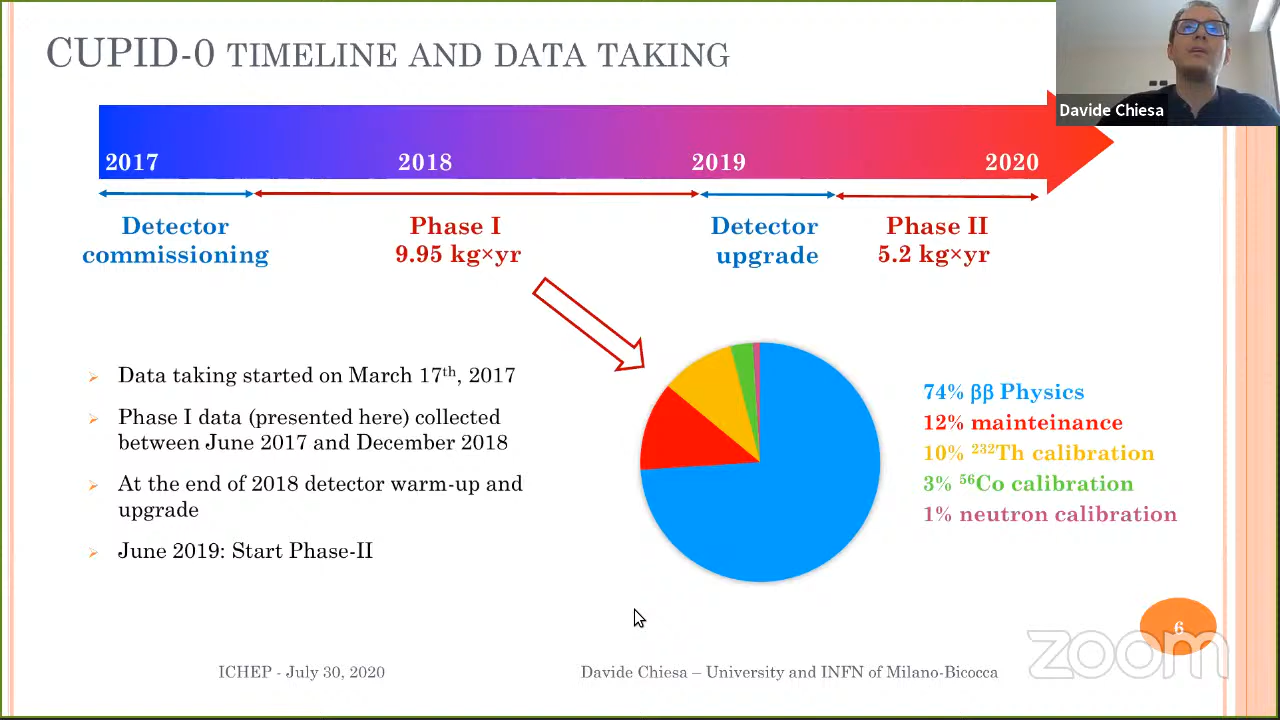 CUPID-0 TIMELINE AND DATA TAKING
Davide Chiesa
2017 2018 2019 2020
Detector commissioning
Phase I
9.95 kg×yr
Detector upgrade
Phase II
5.2 kg×yr
Data taking started on March 17th, 2017
Phase I data (presented here) collected
between June 2017 and December 2018
At the end of 2018 detector warm-up and
upgrade
June 2019: Start Phase-II
74% ββ Physics
12% mainteinance
10% ²³²Th calibration
3% ⁵⁶Co calibration
1% neutron calibration
6
zoom
ICHEP - July 30, 2020
Davide Chiesa – University and INFN of Milano-Bicocca